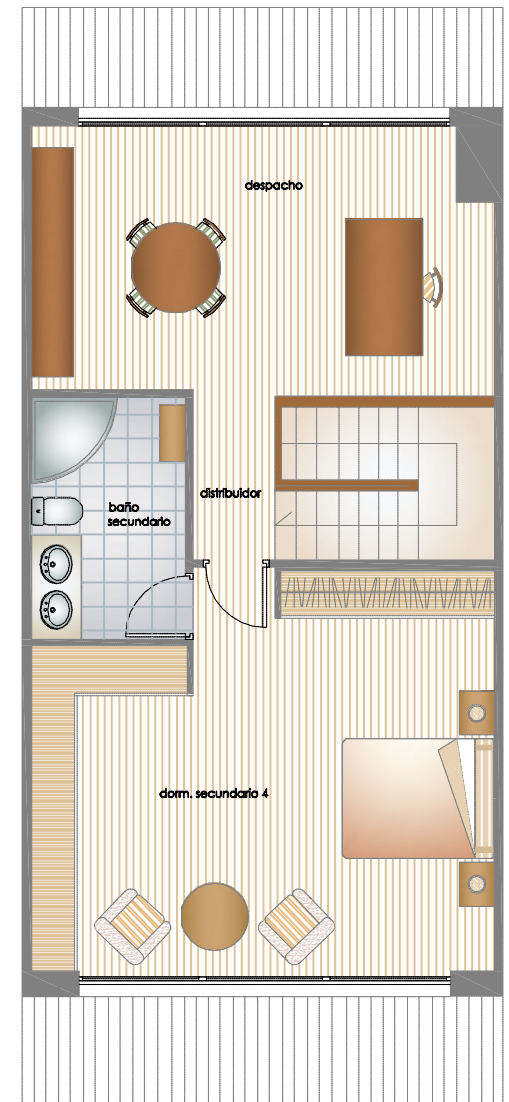 despacho
distribuidor
baño
secundario
dorm. secundario 4